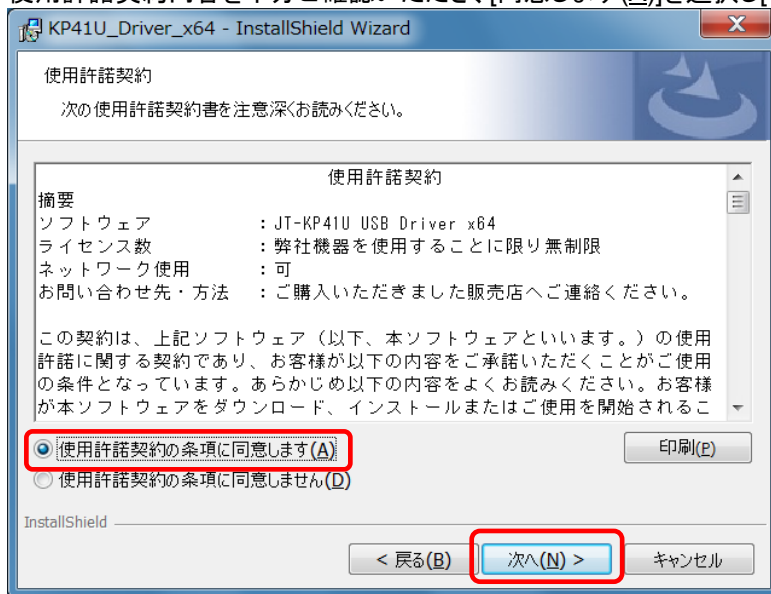 KP41U_Driver_x64 - InstallShield Wizard
使用許諾契約
次の使用許諾契約書を注意深くお読みください。
使用許諾契約
摘要
ソフトウェア : JT-KP41U USB Driver x64
ライセンス数 : 弊社機器を使用することに限り無制限
ネットワーク使用 : 可
お問い合わせ先・方法 : ご購入いただきました販売店へご連絡ください。
この契約は、上記ソフトウェア（以下、本ソフトウェアといいます。）の使用
許諾に関する契約であり、お客様が以下の内容をご承諾いただくことがご使用
の条件となっています。あらかじめ以下の内容をよくお読みください。お客様
が本ソフトウェアをダウンロード、インストールまたはご使用を開始されるこ
使用許諾契約の条項に同意します(A)
印刷(P)
使用許諾契約の条項に同意しません(D)
InstallShield
< 戻る(B)
次へ(N) >
キャンセル